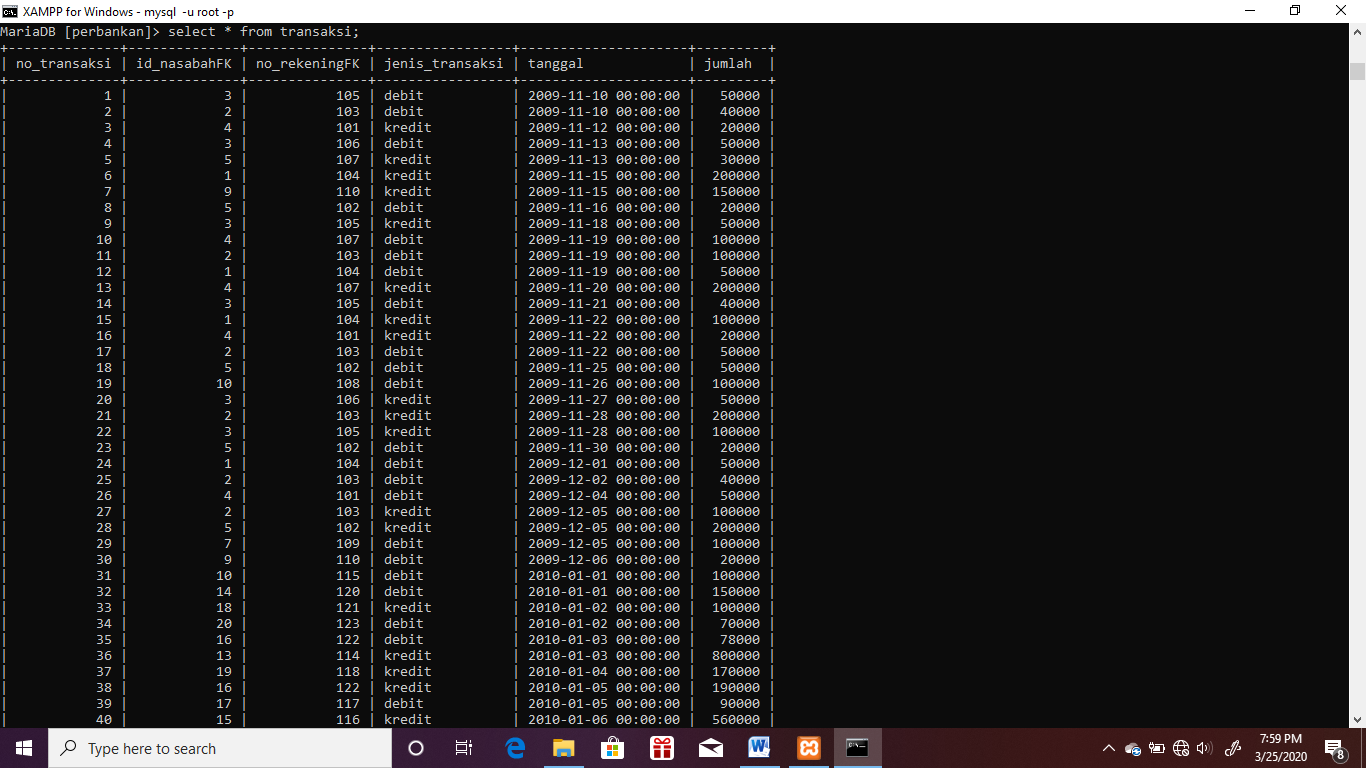 XAMPP for Windows - mysql -u root -p
MariaDB [perbankan]> select * from transaksi;
+--------------+--------------+---------------+-----------------+---------------------+--------+
| no_transaksi | id_nasabahFK | no_rekeningFK | jenis_transaksi | tanggal | jumlah |
+--------------+--------------+---------------+-----------------+---------------------+--------+
| 1 | 3 | 105 | debit | 2009-11-10 00:00:00 | 50000 |
| 2 | 2 | 103 | debit | 2009-11-10 00:00:00 | 40000 |
| 3 | 4 | 101 | kredit | 2009-11-12 00:00:00 | 20000 |
| 4 | 3 | 106 | debit | 2009-11-13 00:00:00 | 50000 |
| 5 | 5 | 107 | kredit | 2009-11-13 00:00:00 | 30000 |
| 6 | 1 | 104 | kredit | 2009-11-15 00:00:00 | 200000 |
| 7 | 9 | 110 | kredit | 2009-11-15 00:00:00 | 150000 |
| 8 | 5 | 102 | debit | 2009-11-16 00:00:00 | 20000 |
| 9 | 3 | 105 | kredit | 2009-11-18 00:00:00 | 50000 |
| 10 | 4 | 107 | debit | 2009-11-19 00:00:00 | 100000 |
| 11 | 2 | 103 | debit | 2009-11-19 00:00:00 | 100000 |
| 12 | 1 | 104 | debit | 2009-11-19 00:00:00 | 50000 |
| 13 | 4 | 107 | kredit | 2009-11-20 00:00:00 | 200000 |
| 14 | 3 | 105 | debit | 2009-11-21 00:00:00 | 40000 |
| 15 | 1 | 104 | kredit | 2009-11-22 00:00:00 | 100000 |
| 16 | 4 | 101 | kredit | 2009-11-22 00:00:00 | 20000 |
| 17 | 2 | 103 | debit | 2009-11-22 00:00:00 | 50000 |
| 18 | 5 | 102 | debit | 2009-11-25 00:00:00 | 50000 |
| 19 | 10 | 108 | debit | 2009-11-26 00:00:00 | 100000 |
| 20 | 3 | 106 | kredit | 2009-11-27 00:00:00 | 50000 |
| 21 | 2 | 103 | kredit | 2009-11-28 00:00:00 | 200000 |
| 22 | 3 | 105 | kredit | 2009-11-28 00:00:00 | 100000 |
| 23 | 5 | 102 | debit | 2009-11-30 00:00:00 | 20000 |
| 24 | 1 | 104 | debit | 2009-12-01 00:00:00 | 50000 |
| 25 | 2 | 103 | debit | 2009-12-02 00:00:00 | 40000 |
| 26 | 4 | 101 | debit | 2009-12-04 00:00:00 | 50000 |
| 27 | 2 | 103 | kredit | 2009-12-05 00:00:00 | 100000 |
| 28 | 5 | 102 | kredit | 2009-12-05 00:00:00 | 200000 |
| 29 | 7 | 109 | debit | 2009-12-05 00:00:00 | 100000 |
| 30 | 9 | 110 | debit | 2009-12-06 00:00:00 | 20000 |
| 31 | 10 | 115 | debit | 2010-01-01 00:00:00 | 100000 |
| 32 | 14 | 120 | debit | 2010-01-01 00:00:00 | 150000 |
| 33 | 18 | 121 | kredit | 2010-01-02 00:00:00 | 100000 |
| 34 | 20 | 123 | debit | 2010-01-02 00:00:00 | 70000 |
| 35 | 16 | 122 | debit | 2010-01-03 00:00:00 | 78000 |
| 36 | 13 | 114 | kredit | 2010-01-03 00:00:00 | 800000 |
| 37 | 19 | 118 | kredit | 2010-01-04 00:00:00 | 170000 |
| 38 | 16 | 122 | kredit | 2010-01-05 00:00:00 | 190000 |
| 39 | 17 | 117 | debit | 2010-01-05 00:00:00 | 90000 |
| 40 | 15 | 116 | kredit | 2010-01-06 00:00:00 | 560000 |
Type here to search
7:59 PM
3/25/2020
8